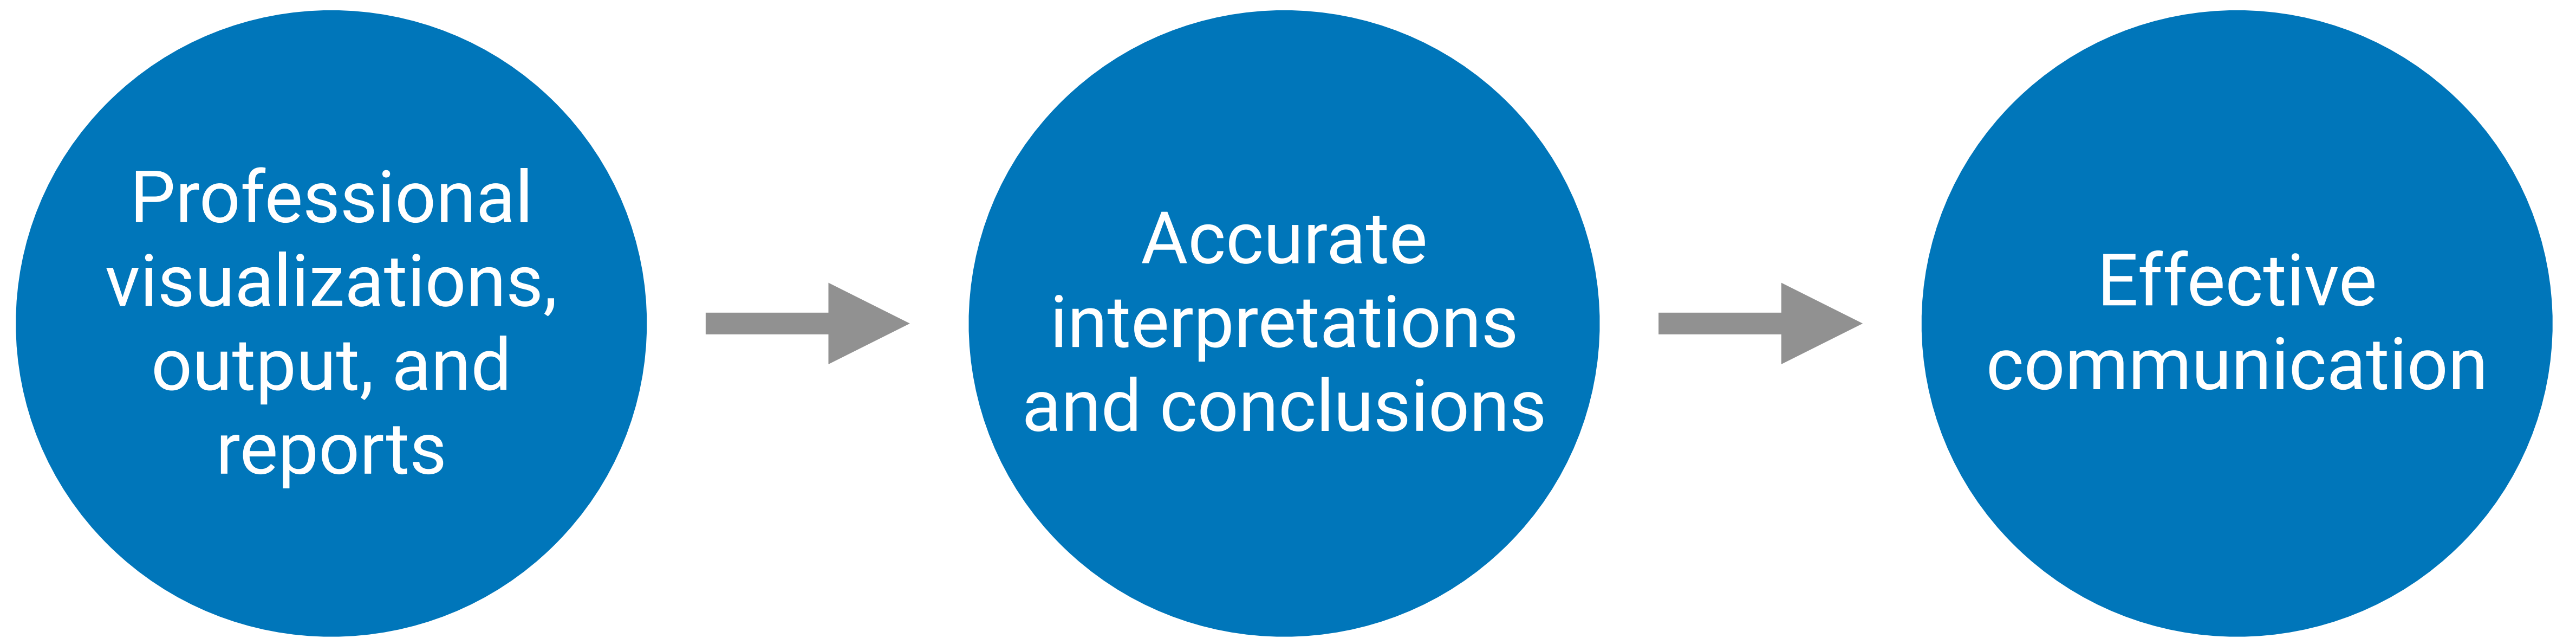 Professional
visualizations,
output, and
reports
Accurate
interpretations
and conclusions
Effective
communication